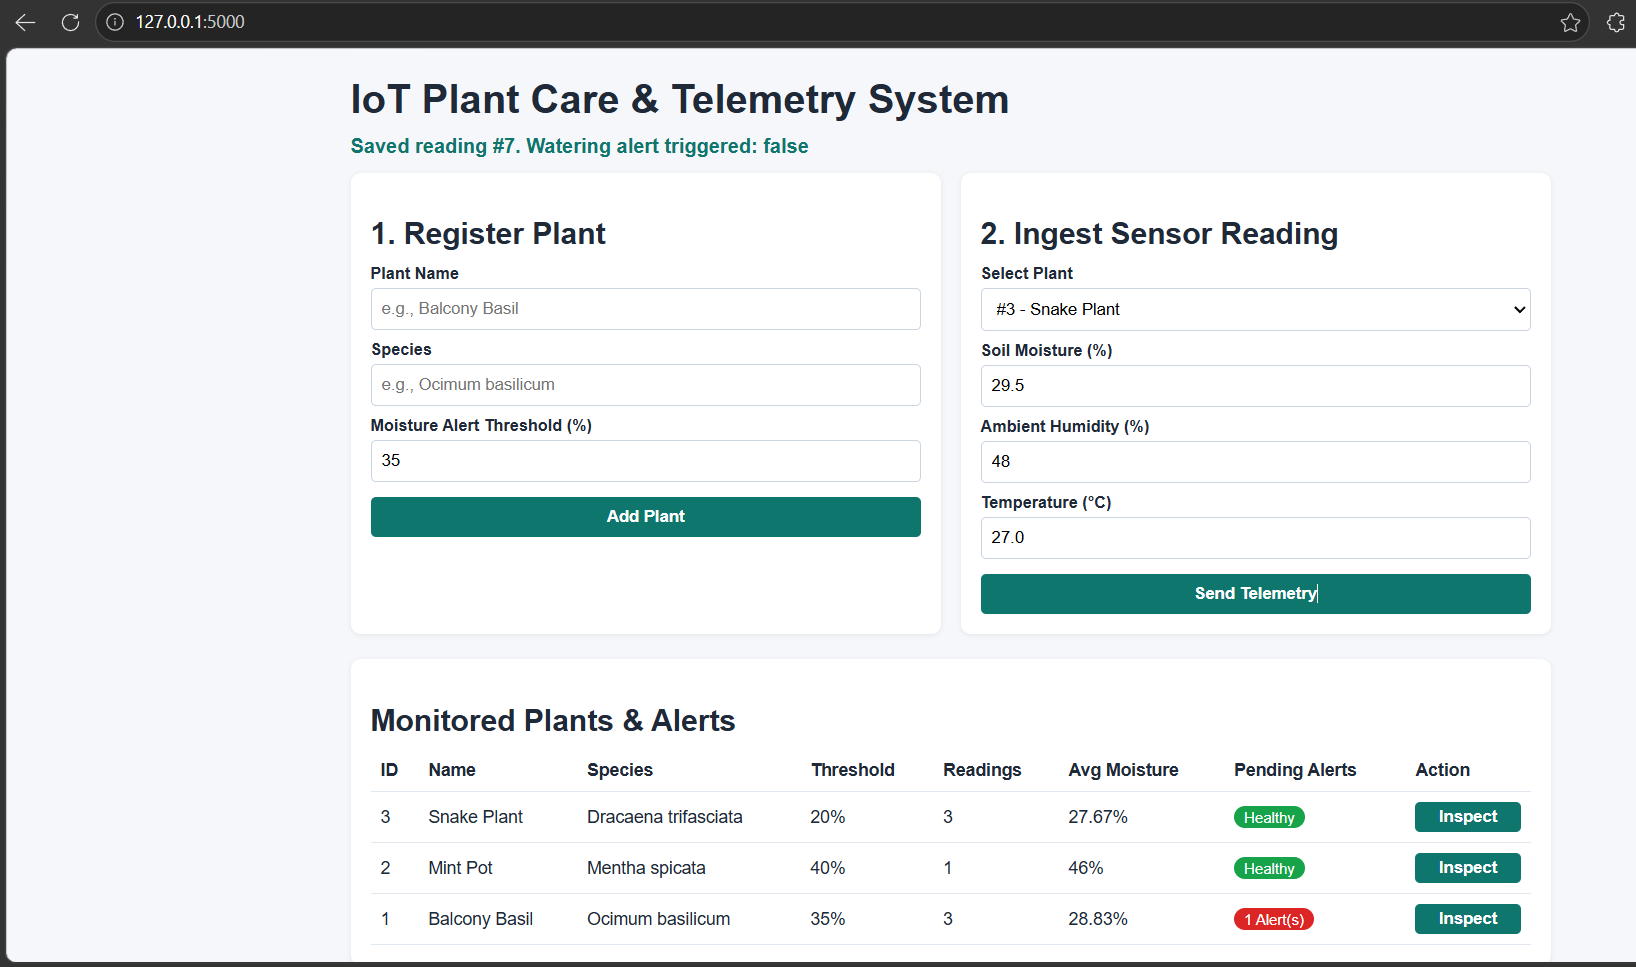 127.0.0.1:5000
IoT Plant Care & Telemetry System
Saved reading #7. Watering alert triggered: false
1. Register Plant
Plant Name
e.g., Balcony Basil
Species
e.g., Ocimum basilicum
Moisture Alert Threshold (%)
35
Add Plant
2. Ingest Sensor Reading
Select Plant
#3 - Snake Plant
Soil Moisture (%)
29.5
Ambient Humidity (%)
48
Temperature (°C)
27.0
Send Telemetry
Monitored Plants & Alerts
ID Name Species Threshold Readings Avg Moisture Pending Alerts Action
3 Snake Plant Dracaena trifasciata 20% 3 27.67% Healthy Inspect
2 Mint Pot Mentha spicata 40% 1 46% Healthy Inspect
1 Balcony Basil Ocimum basilicum 35% 3 28.83% 1 Alert(s) Inspect